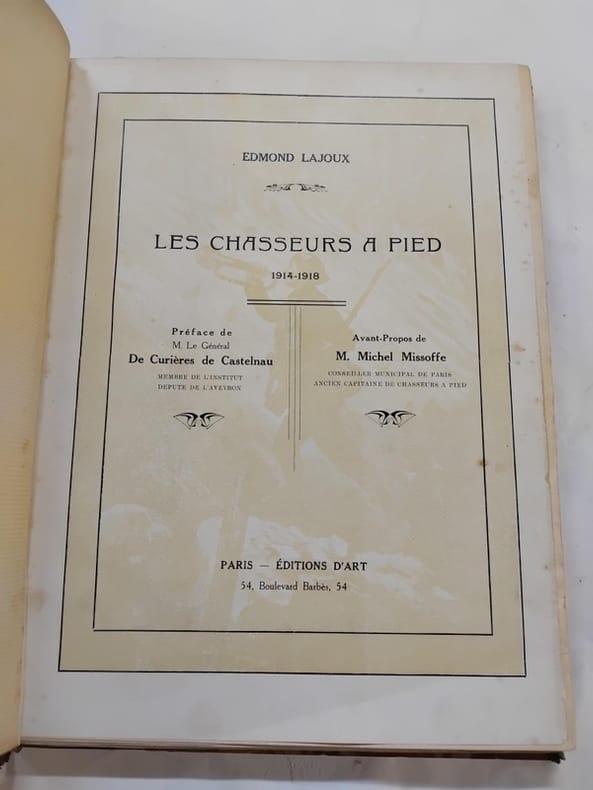 EDMOND LAJOUX
LES CHASSEURS A PIED
1914-1918
Préface de
M. Le Général
De Curières de Castelnau
MEMBRE DE L'INSTITUT
DEPUTE DE L'AVEYRON
Avant-Propos de
M. Michel Missoffe
CONSEILLER MUNICIPAL DE PARIS
ANCIEN CAPITAINE DE CHASSEURS A PIED
PARIS — ÉDITIONS D'ART
54, Boulevard Barbès, 54